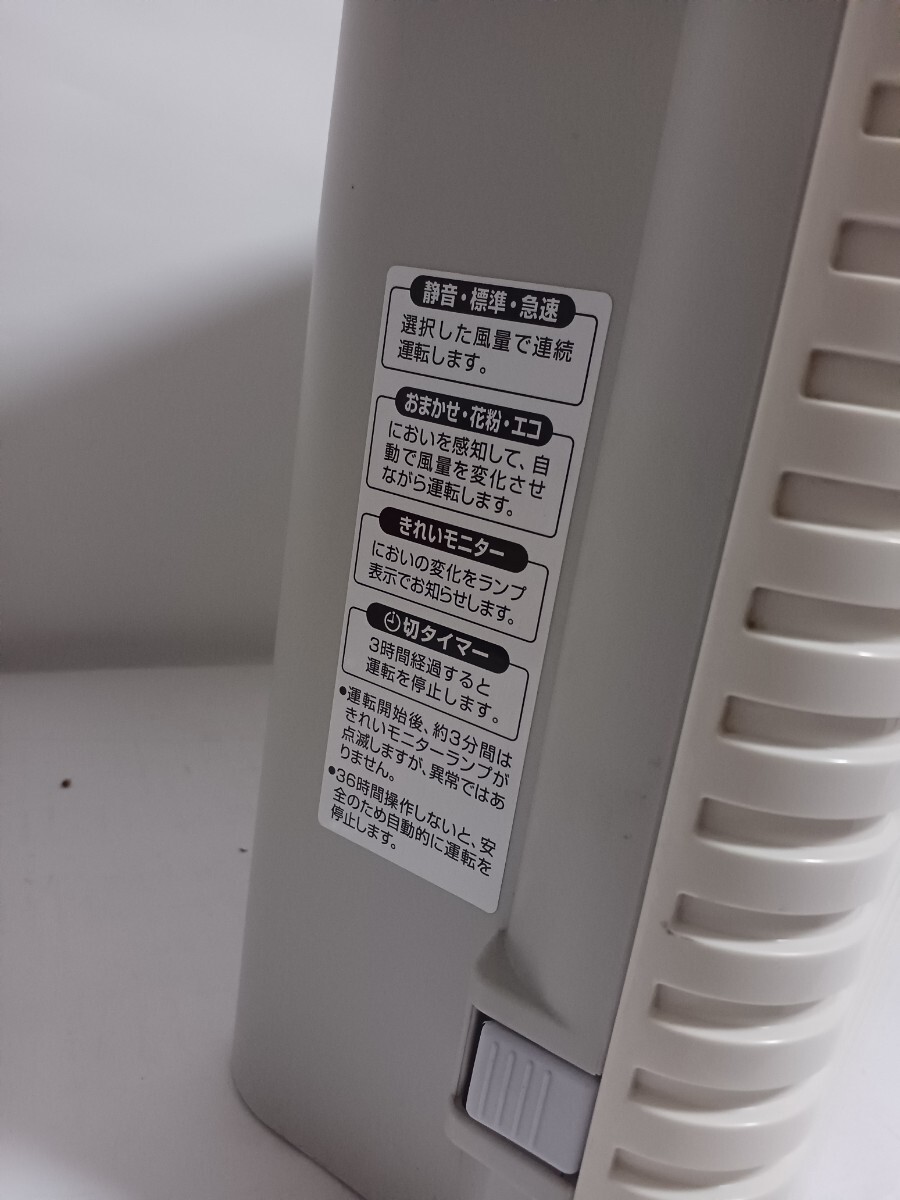 静音・標準・急速
選択した風量で連続
運転します。
おまかせ・花粉・エコ
においを感知して、自
動で風量を変化させ
ながら運転します。
きれいモニター
においの変化をランプ
表示でお知らせします。
切タイマー
3時間経過すると
運転を停止します。
●運転開始後、約3分間は
きれいモニターランプが
点滅しますが、異常ではあ
りません。
●36時間操作しないと、安
全のため自動的に運転を
停止します。